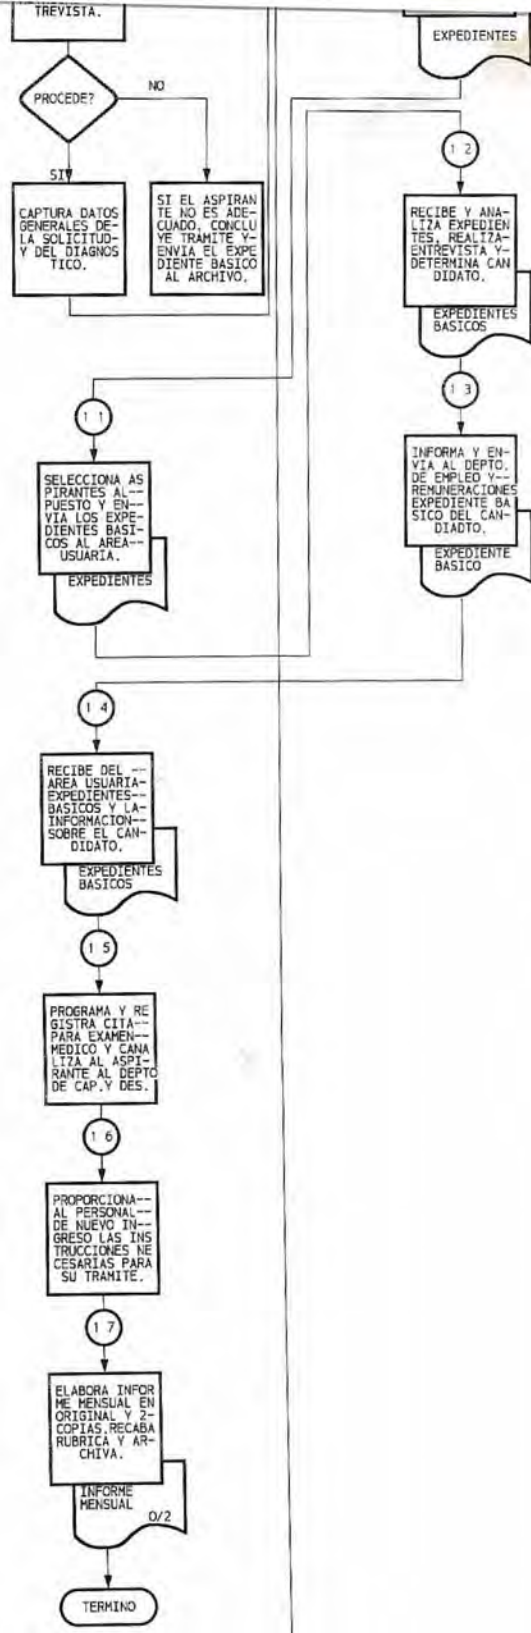 TREVISTA.
PROCEDE?
NO
SI
CAPTURA DATOS
GENERALES DE-
LA SOLICITUD-
Y DEL DIAGNOS
TICO.
SI EL ASPIRAN
TE NO ES ADE-
CUADO, CONCLU
YE TRAMITE Y-
ENVIA EL EXPE
DIENTE BASICO
AL ARCHIVO.
EXPEDIENTES
1 2
RECIBE Y ANA-
LIZA EXPEDIEN
TES, REALIZA-
ENTREVISTA Y-
DETERMINA CAN
DIDATO.
EXPEDIENTES
BASICOS
1 3
INFORMA Y EN-
VIA AL DEPTO.
DE EMPLEO Y--
REMUNERACIONES
EXPEDIENTE BA
SICO DEL CAN-
DIADTO.
EXPEDIENTE
BASICO
1 1
SELECCIONA AS
PIRANTES AL--
PUESTO Y EN--
VIA LOS EXPE-
DIENTES BASI-
COS AL AREA--
USUARIA.
EXPEDIENTES
1 4
RECIBE DEL --
AREA USUARIA-
EXPEDIENTES--
BASICOS Y LA-
INFORMACION--
SOBRE EL CAN-
DIDATO.
EXPEDIENTES
BASICOS
1 5
PROGRAMA Y RE
GISTRA CITA--
PARA EXAMEN--
MEDICO Y CANA
LIZA AL ASPI-
RANTE AL DEPTO
DE CAP.Y DES.
1 6
PROPORCIONA--
AL PERSONAL--
DE NUEVO IN--
GRESO LAS INS
TRUCCIONES NE
CESARIAS PARA
SU TRAMITE.
1 7
ELABORA INFOR
ME MENSUAL EN
ORIGINAL Y 2-
COPIAS.RECABA
RUBRICA Y AR-
CHIVA.
INFORME
MENSUAL
O/2
TERMINO